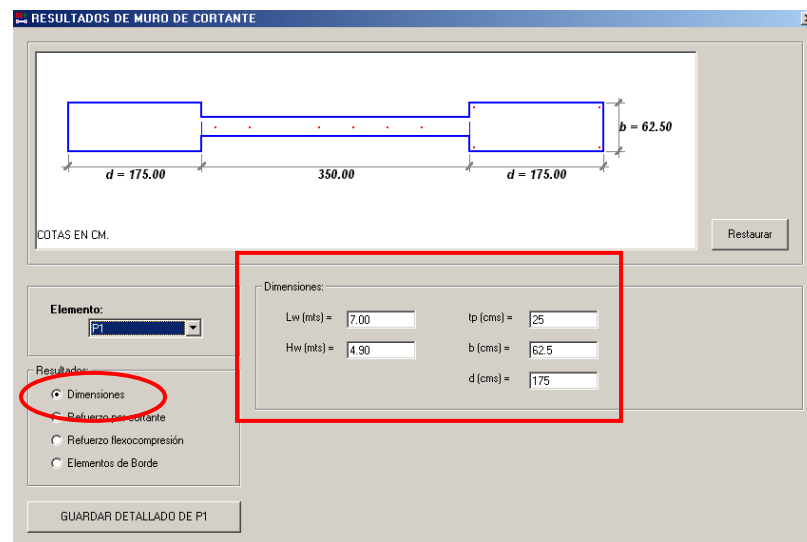 RESULTADOS DE MURO DE CORTANTE
b = 62.50
d = 175.00 350.00 d = 175.00
COTAS EN CM.
Restaurar
Elemento:
P1
Dimensiones:
Lw (mts) = 7.00 tp (cms) = 25
Hw (mts) = 4.90 b (cms) = 62.5
d (cms) = 175
Resultados:
Dimensiones
Refuerzo por cortante
Refuerzo flexocompresión
Elementos de Borde
GUARDAR DETALLADO DE P1